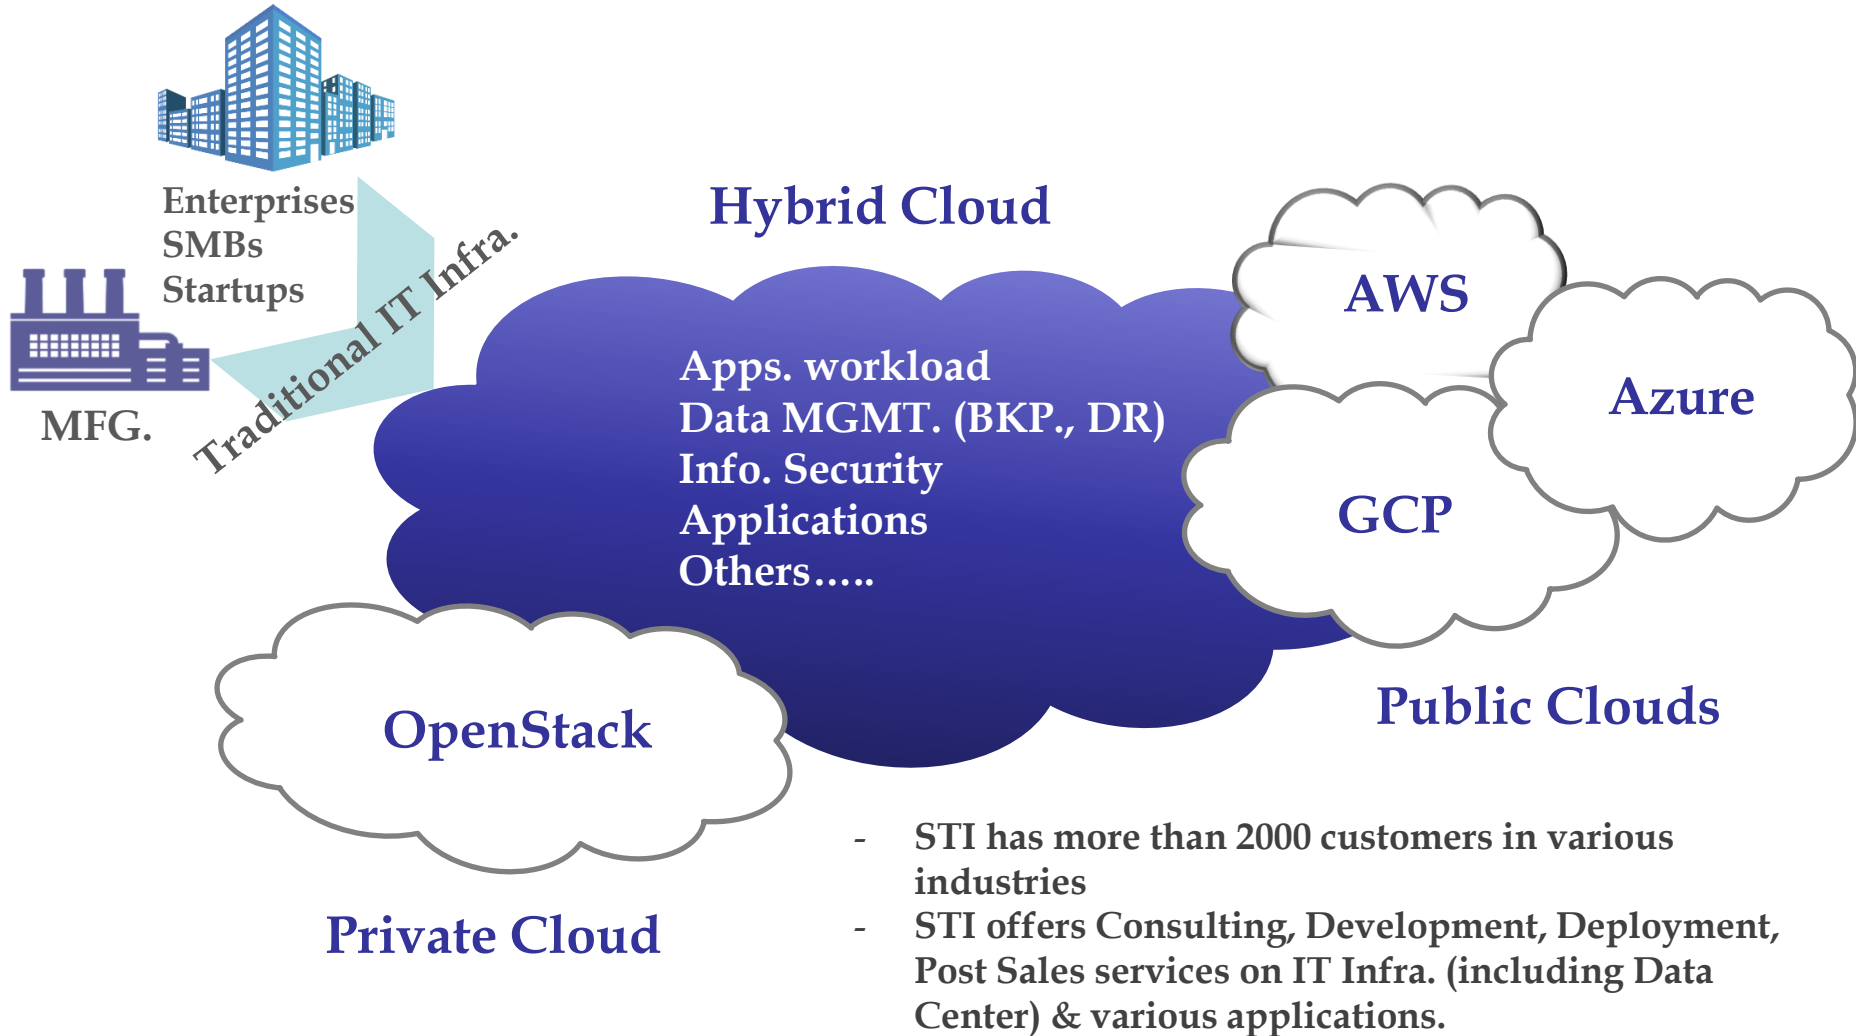 Enterprises
SMBs
Startups
MFG.
Traditional IT Infra.
Hybrid Cloud
Apps. workload
Data MGMT. (BKP., DR)
Info. Security
Applications
Others…..
AWS
Azure
GCP
Public Clouds
OpenStack
Private Cloud
- STI has more than 2000 customers in various
industries
- STI offers Consulting, Development, Deployment,
Post Sales services on IT Infra. (including Data
Center) & various applications.